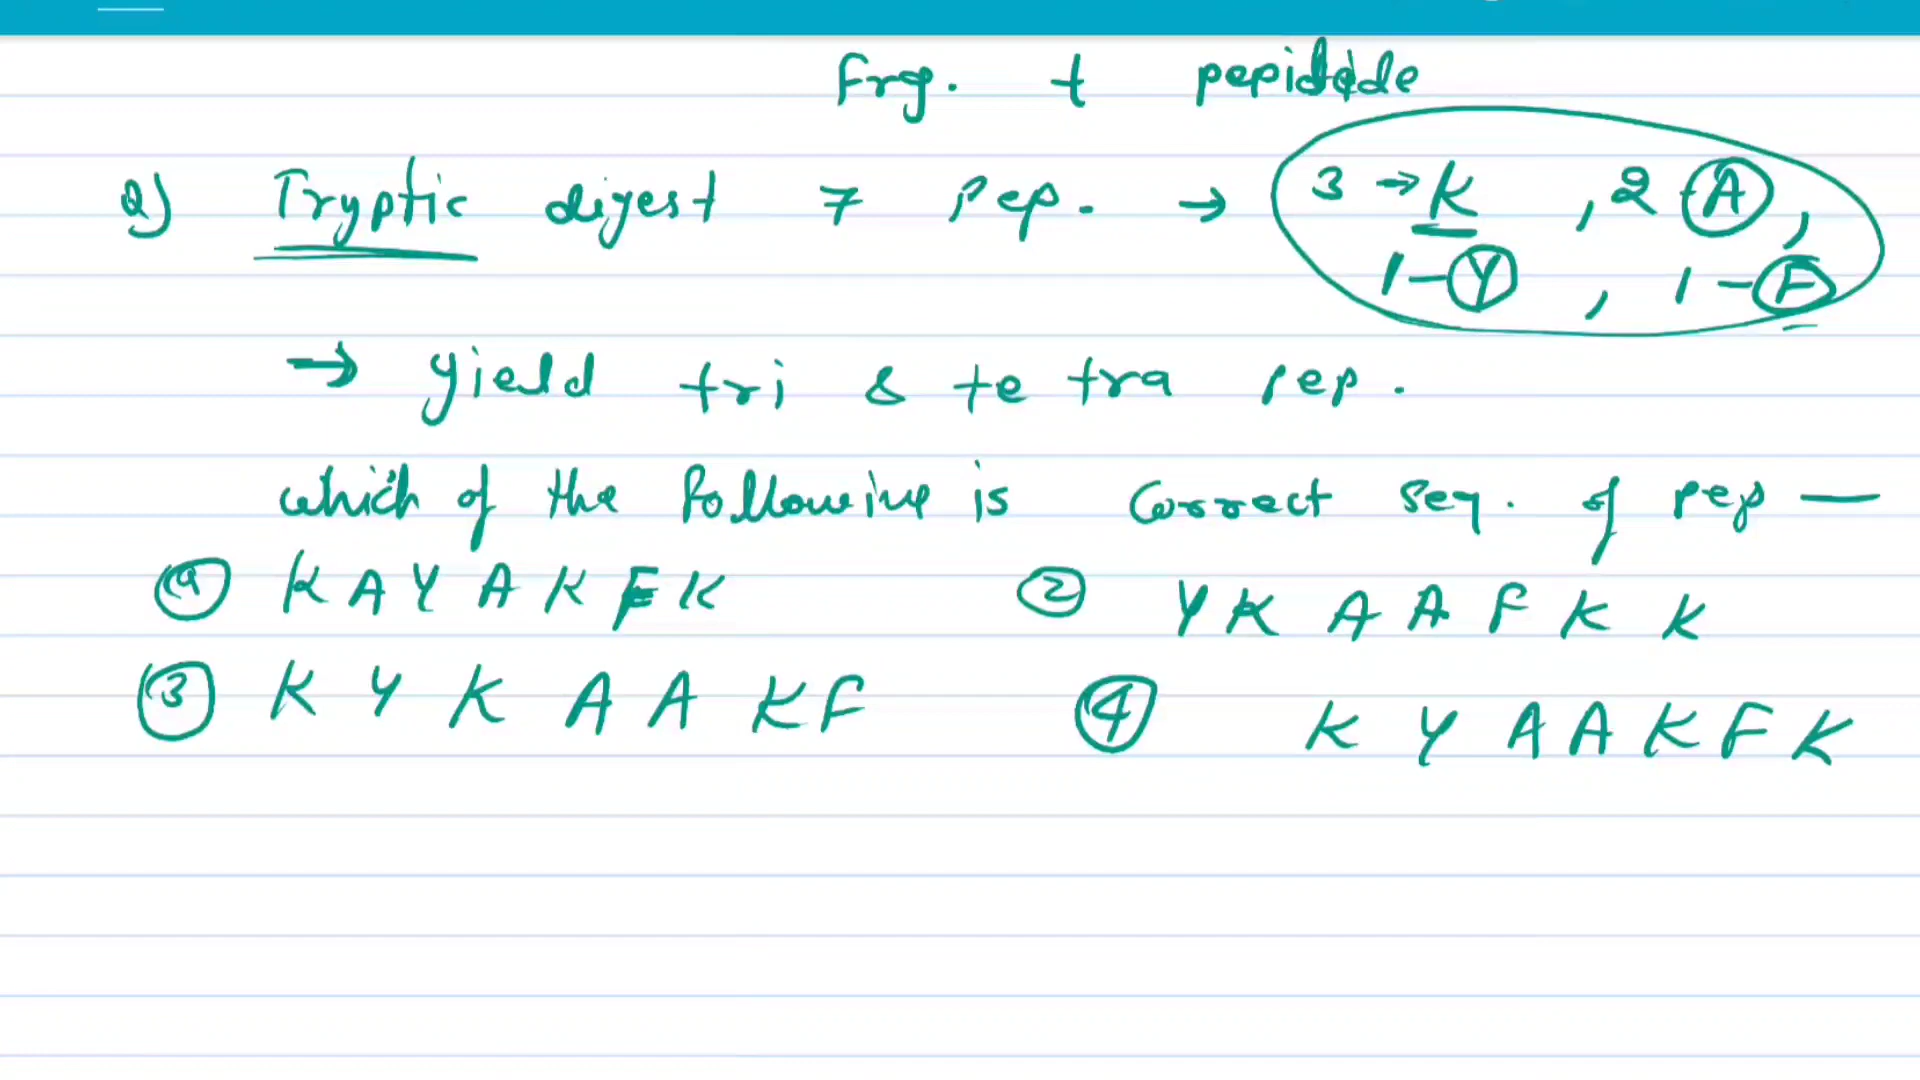 Frg. t pepidtide
Q) Tryptic digest 7 Pep. → 3 → K , 2 - A ,
1 - Y , 1 - F
→ yield tri & tetra pep.
which of the following is Correct seq. of pep —
① K A Y A K F K ② Y K A A F K K
③ K Y K A A K F ④ K Y A A K F K